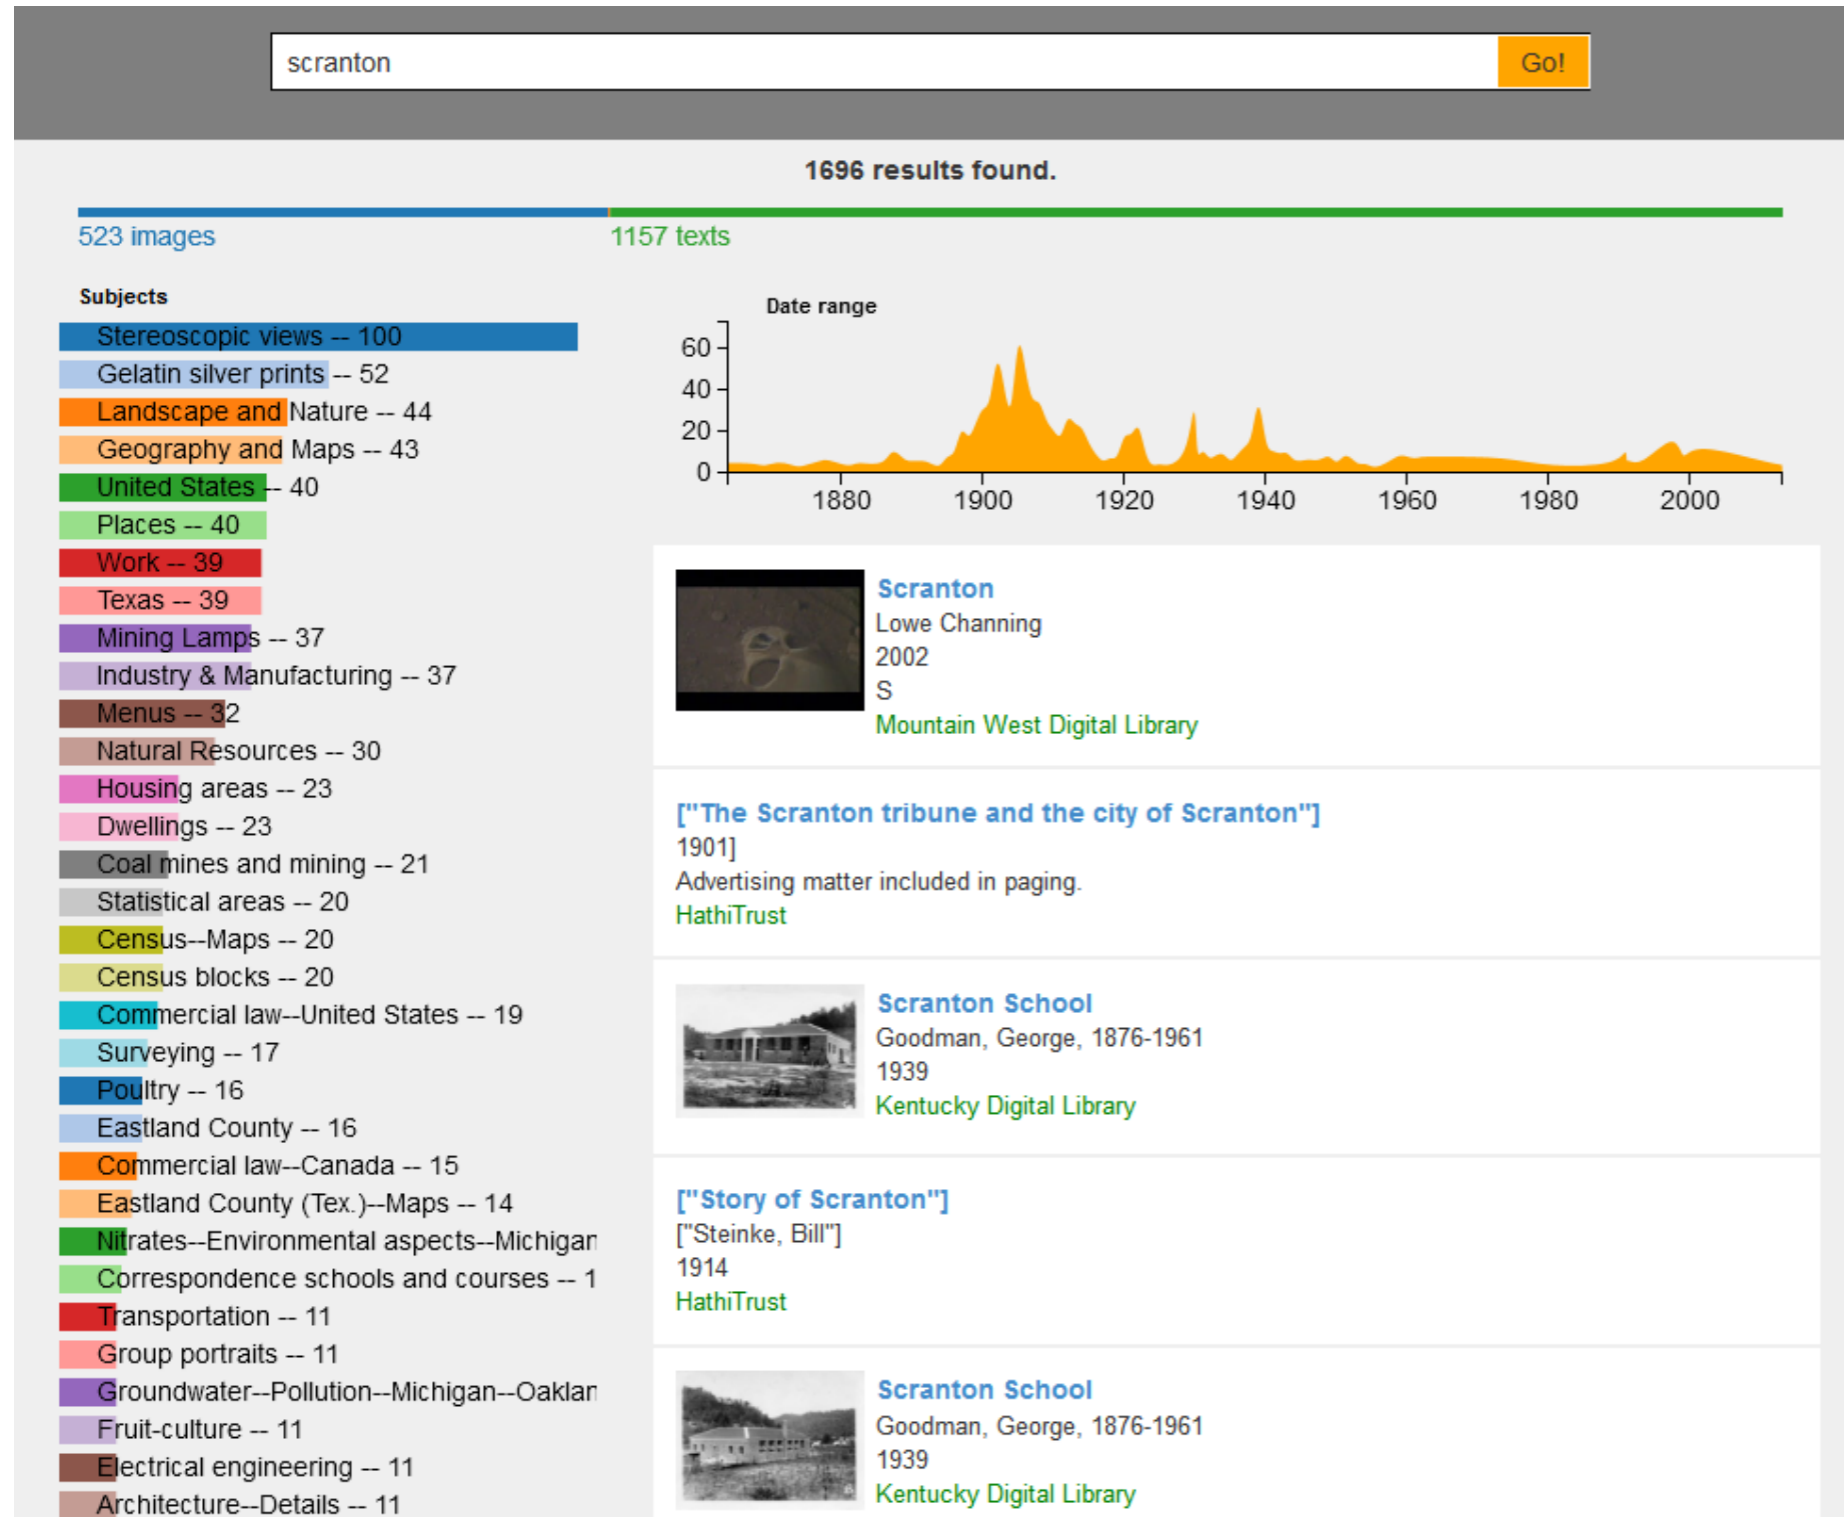 scranton
Go!
1696 results found.
523 images
1157 texts
Subjects
Stereoscopic views -- 100
Gelatin silver prints -- 52
Landscape and Nature -- 44
Geography and Maps -- 43
United States -- 40
Places -- 40
Work -- 39
Texas -- 39
Mining Lamps -- 37
Industry & Manufacturing -- 37
Menus -- 32
Natural Resources -- 30
Housing areas -- 23
Dwellings -- 23
Coal mines and mining -- 21
Statistical areas -- 20
Census--Maps -- 20
Census blocks -- 20
Commercial law--United States -- 19
Surveying -- 17
Poultry -- 16
Eastland County -- 16
Commercial law--Canada -- 15
Eastland County (Tex.)--Maps -- 14
Nitrates--Environmental aspects--Michigan
Correspondence schools and courses -- 1
Transportation -- 11
Group portraits -- 11
Groundwater--Pollution--Michigan--Oaklan
Fruit-culture -- 11
Electrical engineering -- 11
Architecture--Details -- 11
Date range
60
40
20
0
1880 1900 1920 1940 1960 1980 2000
Scranton
Lowe Channing
2002
S
Mountain West Digital Library
["The Scranton tribune and the city of Scranton"]
1901]
Advertising matter included in paging.
HathiTrust
Scranton School
Goodman, George, 1876-1961
1939
Kentucky Digital Library
["Story of Scranton"]
["Steinke, Bill"]
1914
HathiTrust
Scranton School
Goodman, George, 1876-1961
1939
Kentucky Digital Library